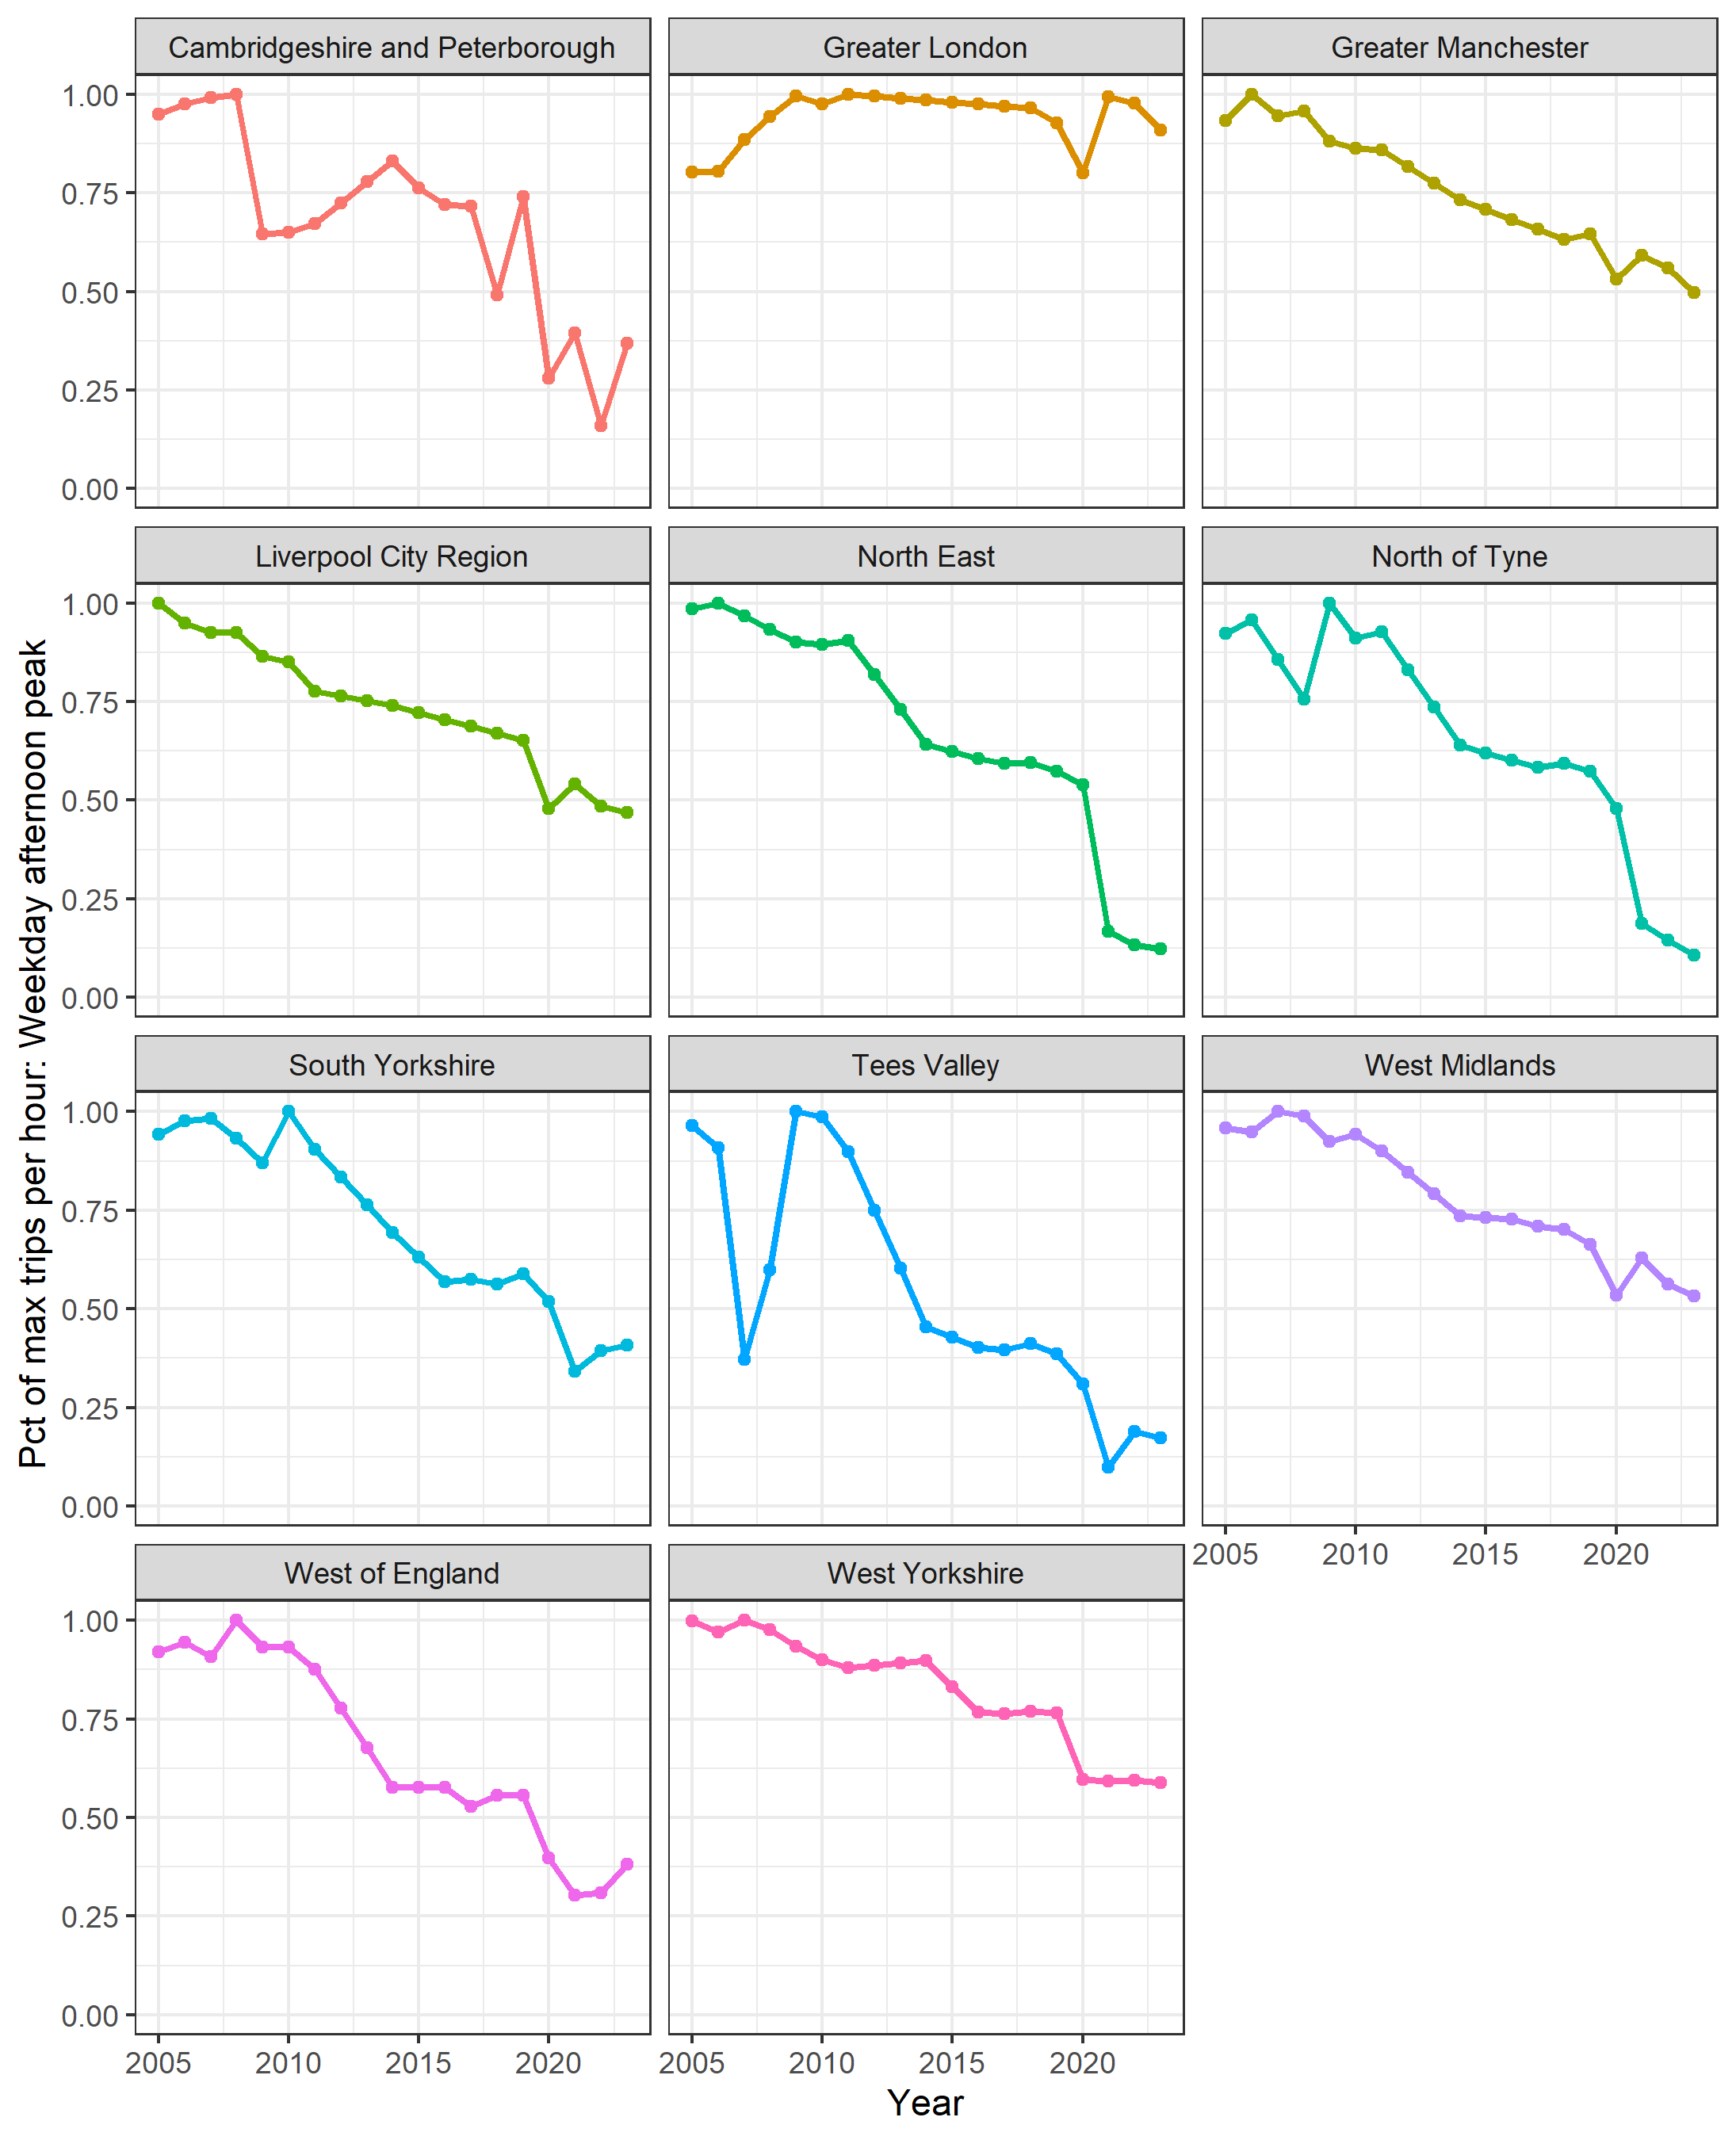 Cambridgeshire and Peterborough
Greater London
Greater Manchester
1.00
0.75
0.50
0.25
0.00
Liverpool City Region
North East
North of Tyne
1.00
0.75
0.50
0.25
0.00
Pct of max trips per hour: Weekday afternoon peak
South Yorkshire
Tees Valley
West Midlands
1.00
0.75
0.50
0.25
0.00
2005 2010 2015 2020
West of England
West Yorkshire
1.00
0.75
0.50
0.25
0.00
2005 2010 2015 2020
2005 2010 2015 2020
Year